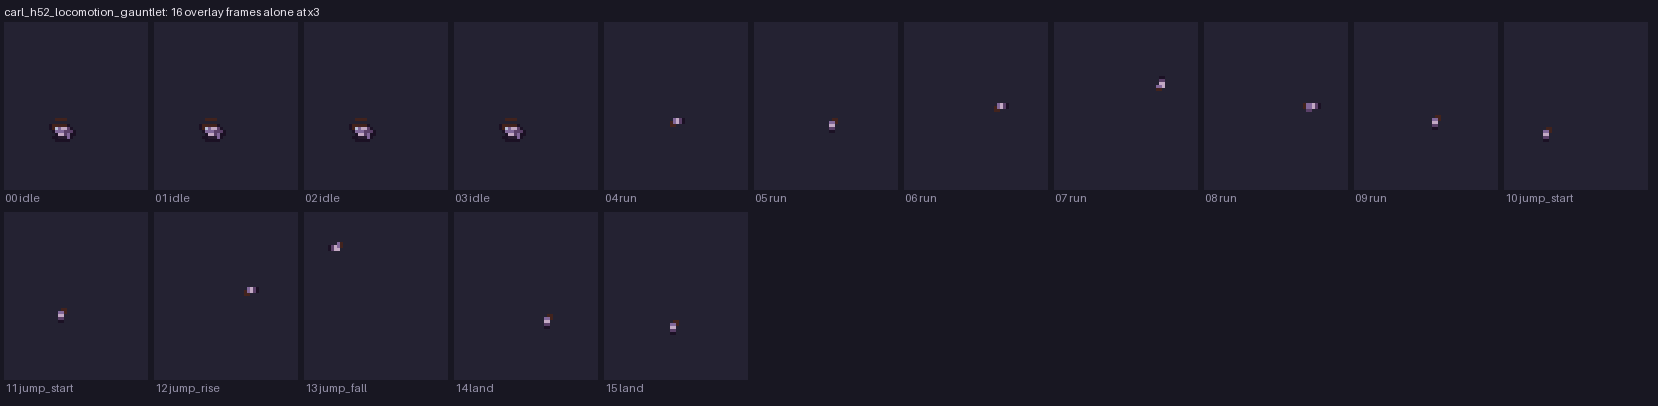 carl_h52_locomotion_gauntlet: 16 overlay frames alone at x3
00 idle 01 idle 02 idle 03 idle 04 run 05 run 06 run 07 run 08 run 09 run 10 jump_start
11 jump_start 12 jump_rise 13 jump_fall 14 land 15 land